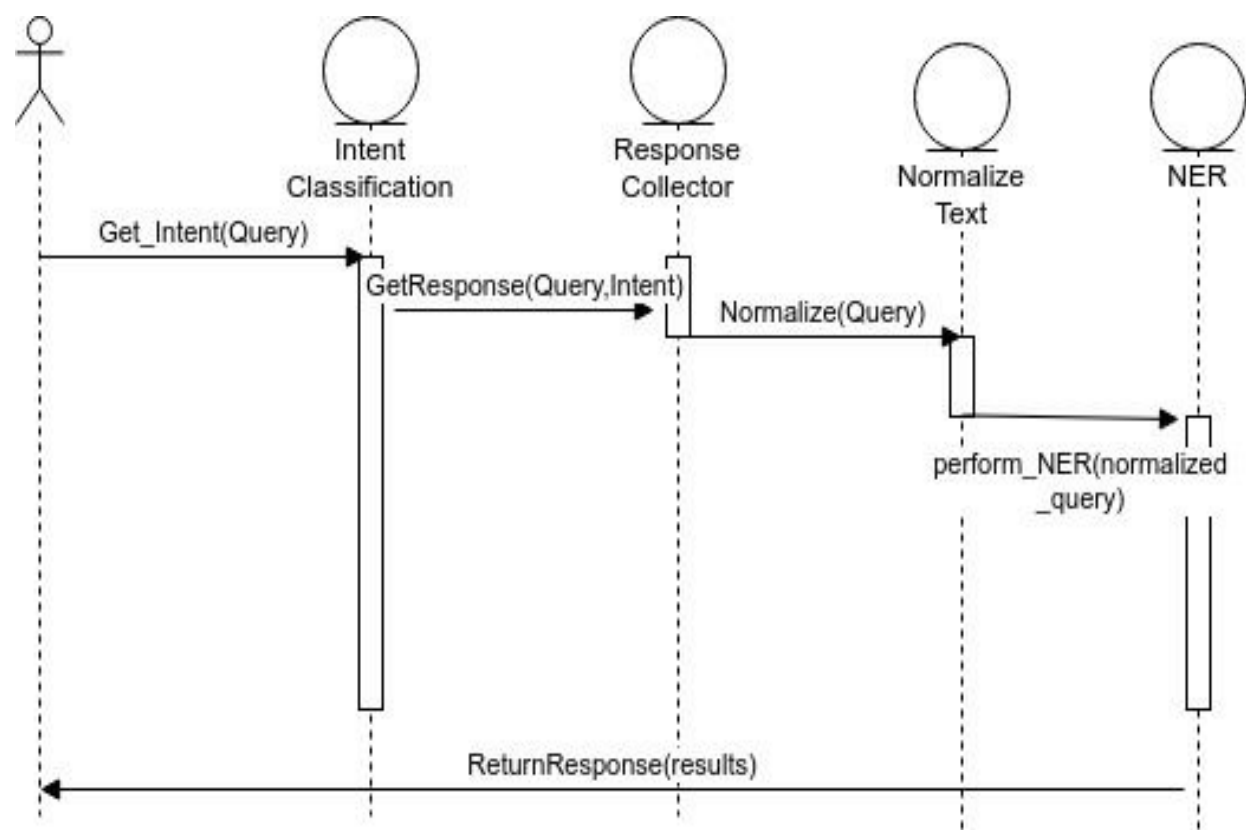 Intent
Classification
Response
Collector
Normalize
Text
NER
Get_Intent(Query)
GetResponse(Query,Intent)
Normalize(Query)
perform_NER(normalized
_query)
ReturnResponse(results)